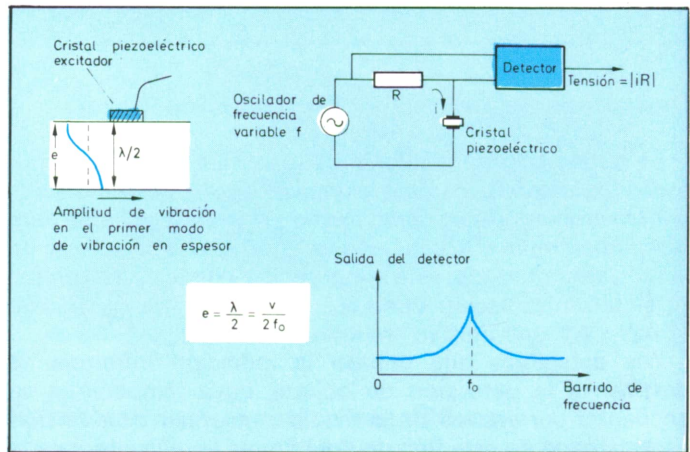 Cristal piezoeléctrico
excitador
e
λ/2
Amplitud de vibración
en el primer modo
de vibración en espesor
Oscilador de
frecuencia
variable f
R
i
Detector
Tensión = |iR|
Cristal
piezoeléctrico
e = λ/2 = v/2f₀
Salida del detector
0
f₀
Barrido de
frecuencia